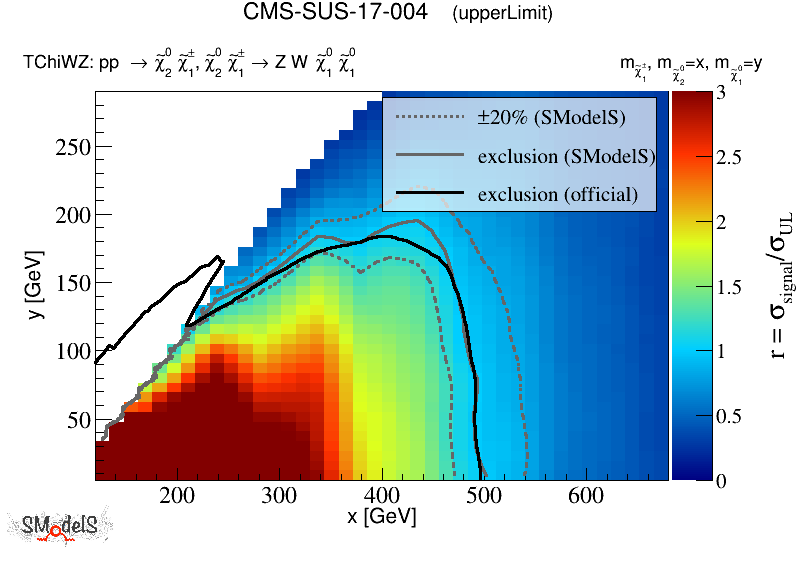 CMS-SUS-17-004 (upperLimit)
TChiWZ: pp → χ̃⁰₂ χ̃±₁, χ̃⁰₂ χ̃±₁ → Z W χ̃⁰₁ χ̃⁰₁
m_χ̃±₁, m_χ̃⁰₂=x, m_χ̃⁰₁=y
±20% (SModelS)
exclusion (SModelS)
exclusion (official)
y [GeV]
250
200
150
100
50
200
300
400
500
600
x [GeV]
3
2.5
2
1.5
1
0.5
0
r = σ_signal/σ_UL
SModelS